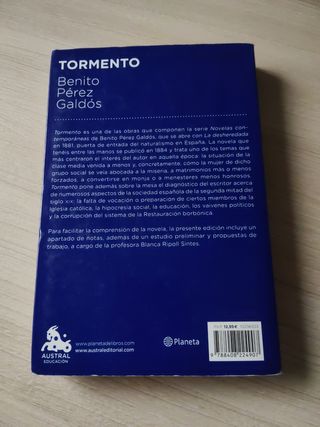 TORMENTO
Benito
Pérez
Galdós
Tormento es una de las obras que componen la serie Novelas con-
temporáneas de Benito Pérez Galdós, que se abre con La desheredada
en 1881, puerta de entrada del naturalismo en España. La novela que
tienen entre las manos se publicó en 1884 y trata uno de los temas que
más centraron el interés del autor en aquella época: la situación de la
clase media venida a menos y, concretamente, cómo la mujer de dicho
grupo social se veía abocada a la miseria, a matrimonios más o menos
forzados, a convertirse en monja o a menesteres menos honrosos.
Tormento pone además sobre la mesa el diagnóstico del escritor acerca
de numerosos aspectos de la sociedad española de la segunda mitad del
siglo XIX: la falta de vocación o preparación de ciertos miembros de la
Iglesia católica, la hipocresía social, la educación, los vaivenes políticos
y la corrupción del sistema de la Restauración borbónica.
Para facilitar la comprensión de la novela, la presente edición incluye un
apartado de notas, además de un estudio preliminar y propuestas de
trabajo, a cargo de la profesora Blanca Ripoll Sintes.
AUSTRAL
EDUCACIÓN
www.planetadelibros.com
www.australeditorial.com
Planeta
9 788408 224907